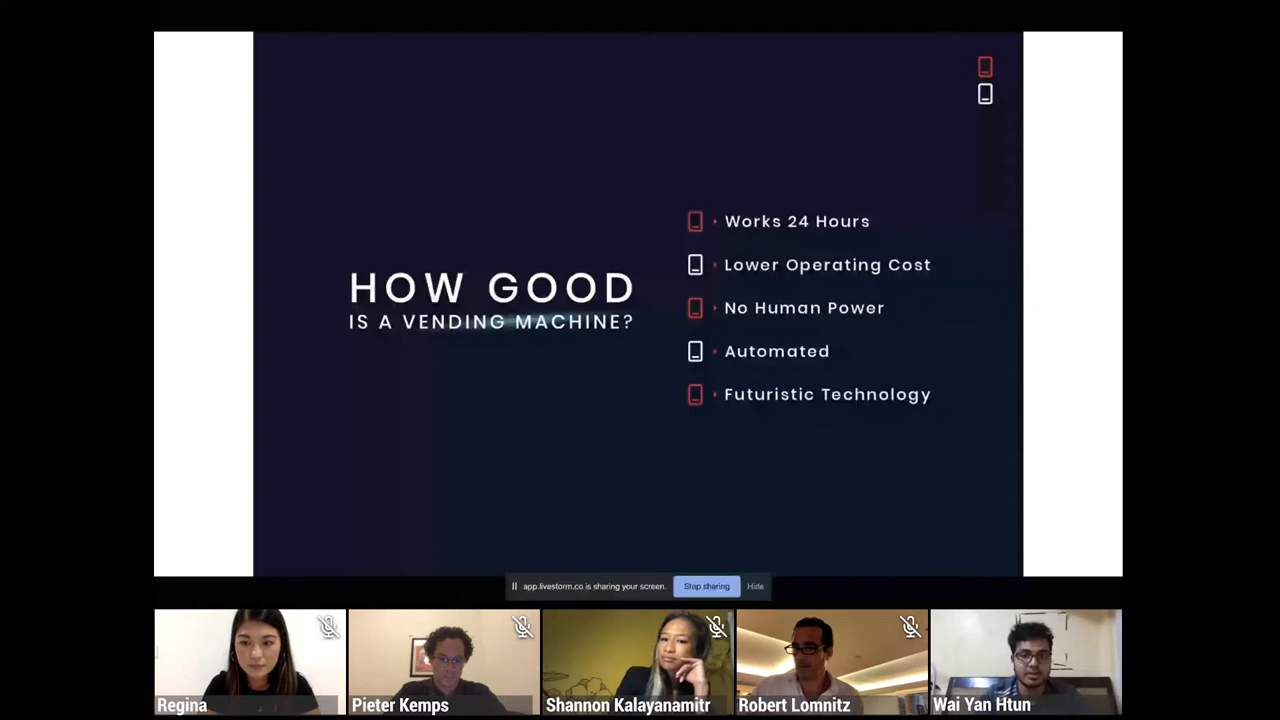 HOW GOOD
IS A VENDING MACHINE?
Works 24 Hours
Lower Operating Cost
No Human Power
Automated
Futuristic Technology
app.livestorm.co is sharing your screen.
Stop sharing
Hide
Regina
Pieter Kemps
Shannon Kalayanamitr
Robert Lomnitz
Wai Yan Htun